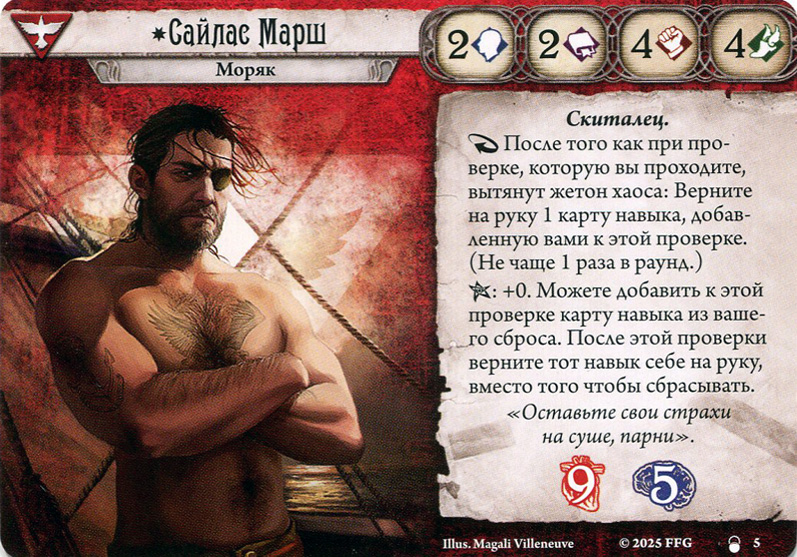 Сайлас Марш
Моряк
2 2 4 4
Скиталец.
После того как при про-
верке, которую вы проходите,
вытянут жетон хаоса: Верните
на руку 1 карту навыка, добав-
ленную вами к этой проверке.
(Не чаще 1 раза в раунд.)
: +0. Можете добавить к этой
проверке карту навыка из ваше-
го сброса. После этой проверки
верните тот навык себе на руку,
вместо того чтобы сбрасывать.
«Оставьте свои страхи
на суше, парни».
9 5
Illus. Magali Villeneuve © 2025 FFG 5